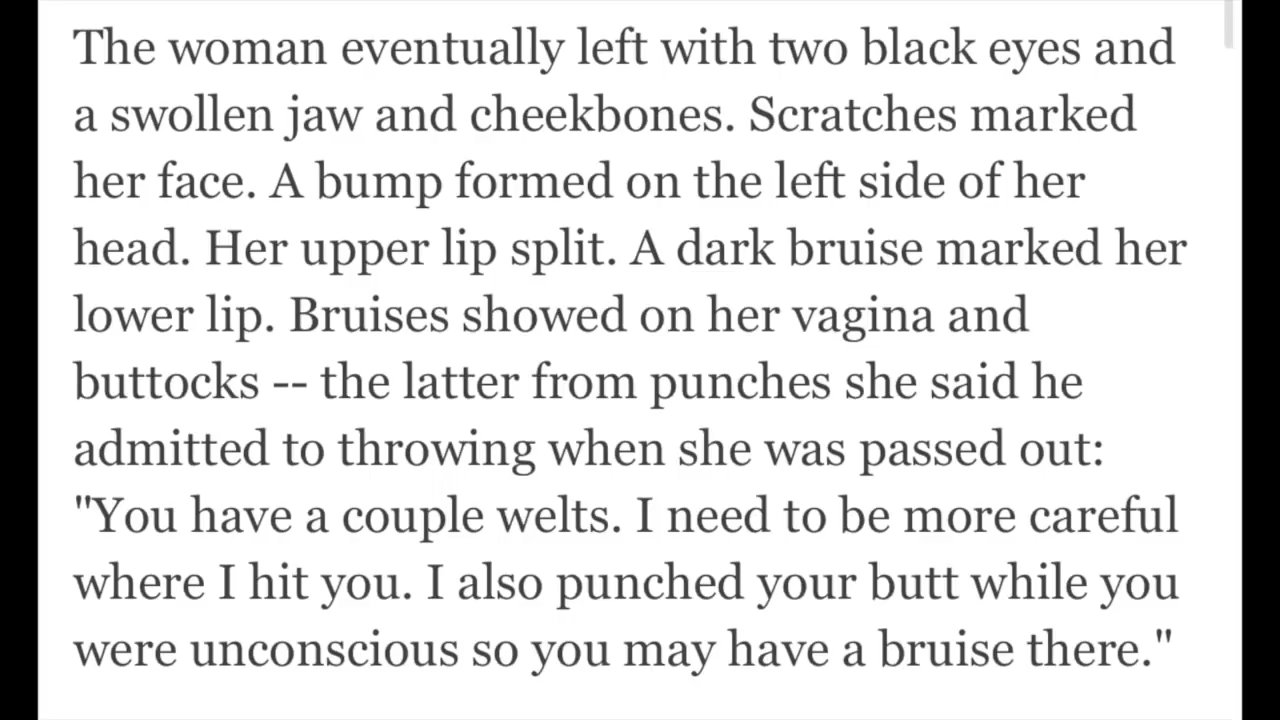 The woman eventually left with two black eyes and
a swollen jaw and cheekbones. Scratches marked
her face. A bump formed on the left side of her
head. Her upper lip split. A dark bruise marked her
lower lip. Bruises showed on her vagina and
buttocks -- the latter from punches she said he
admitted to throwing when she was passed out:
"You have a couple welts. I need to be more careful
where I hit you. I also punched your butt while you
were unconscious so you may have a bruise there."